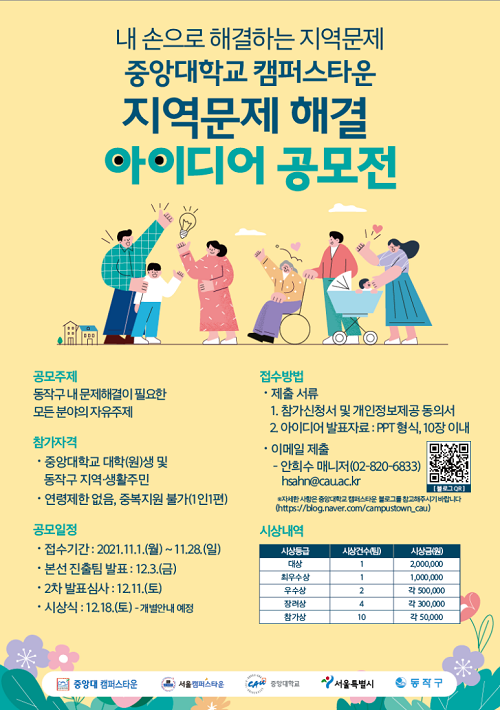 내 손으로 해결하는 지역문제
중앙대학교 캠퍼스타운
지역문제 해결
아이디어 공모전
공모주제
동작구 내 문제해결이 필요한
모든 분야의 자유주제
참가자격
· 중앙대학교 대학(원)생 및
동작구 지역·생활주민
· 연령제한 없음, 중복지원 불가(1인1편)
공모일정
· 접수기간 : 2021.11.1.(월) ~ 11.28.(일)
· 본선 진출팀 발표 : 12.3.(금)
· 2차 발표심사 : 12.11.(토)
· 시상식 : 12.18.(토) - 개별안내 예정
접수방법
· 제출 서류
1. 참가신청서 및 개인정보제공 동의서
2. 아이디어 발표자료 : PPT 형식, 10장 이내
· 이메일 제출
- 안희수 매니저(02-820-6833)
hsahn@cau.ac.kr
[ 블로그 QR ]
※자세한 사항은 중앙대학교 캠퍼스타운 블로그를 참고해주시기 바랍니다
(https://blog.naver.com/campustown_cau)
시상내역
시상등급 시상건수(팀) 시상금(원)
대상 1 2,000,000
최우수상 1 1,000,000
우수상 2 각 500,000
장려상 4 각 300,000
참가상 10 각 50,000
중앙대 캠퍼스타운 서울캠퍼스타운 CAU 중앙대학교 서울특별시 동작구